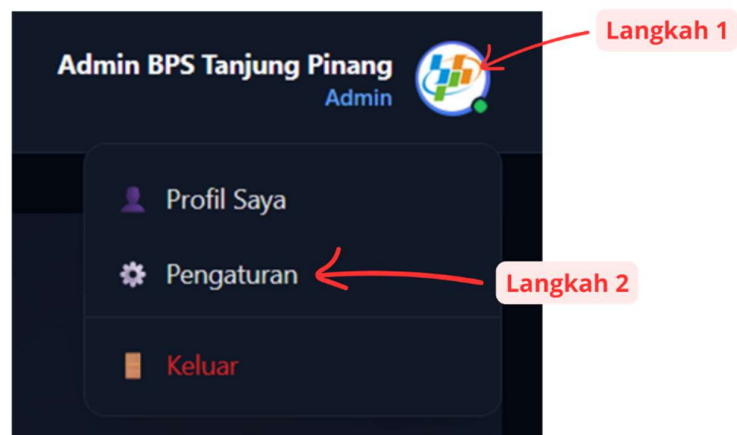 Langkah 1
Admin BPS Tanjung Pinang
Admin
Profil Saya
Pengaturan
Langkah 2
Keluar